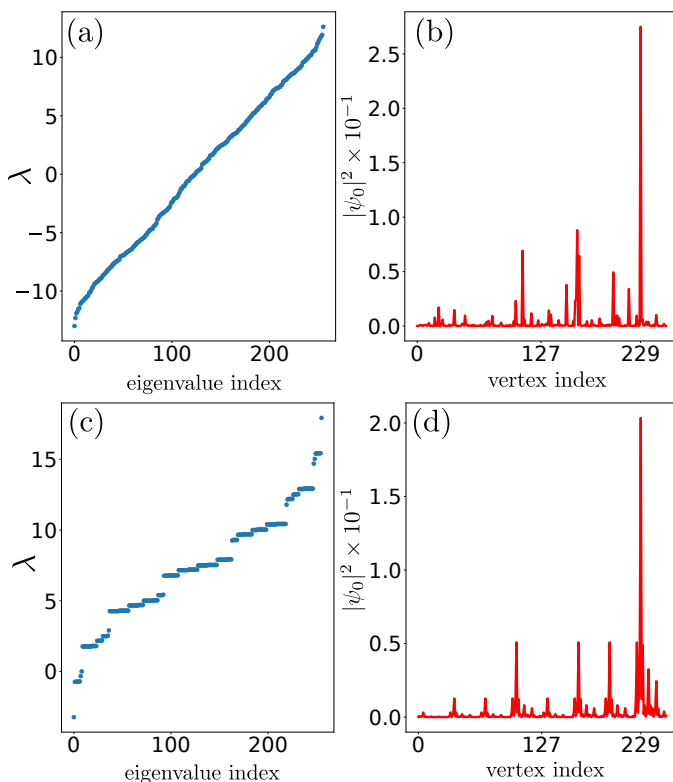 (a)
10
5
0
−5
−10
λ
0
100
200
eigenvalue index
(b)
2.5
2.0
1.5
1.0
0.5
0.0
|ψ₀|² × 10⁻¹
0
127
229
vertex index
(c)
15
10
5
0
λ
0
100
200
eigenvalue index
(d)
2.0
1.5
1.0
0.5
0.0
|ψ₀|² × 10⁻¹
0
127
229
vertex index